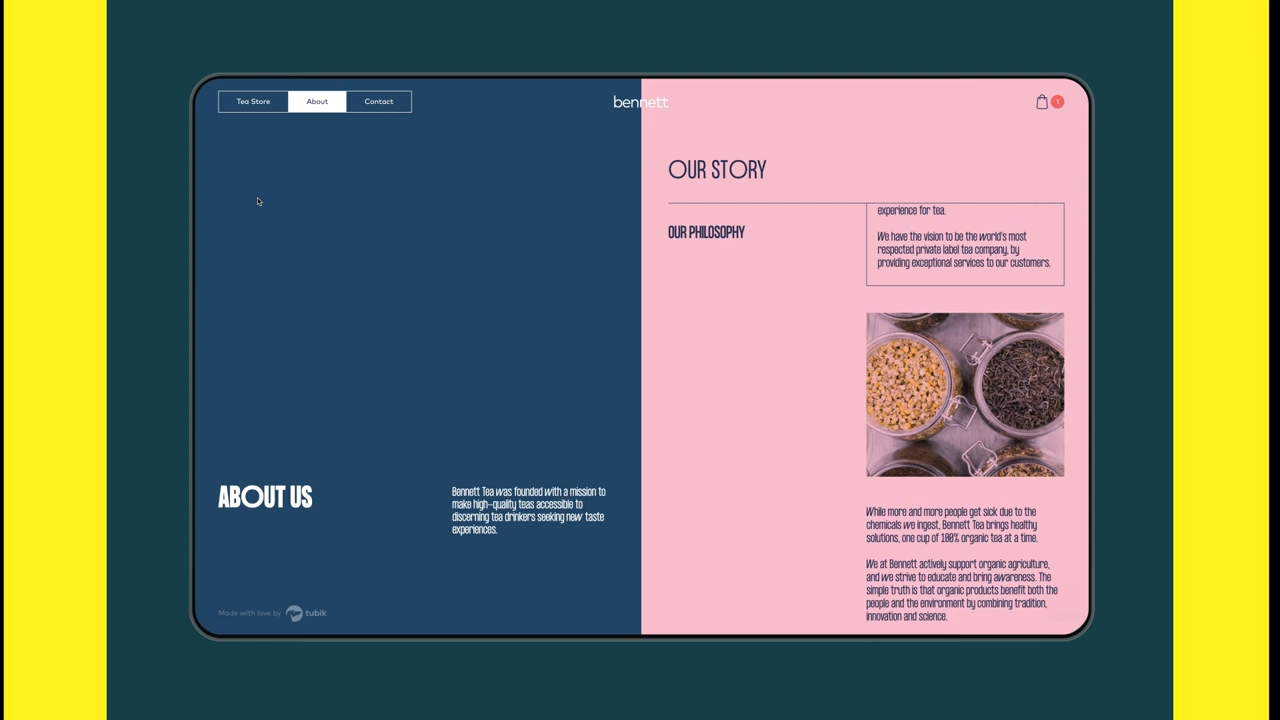 Tea Store
About
Contact
bennett
1
OUR STORY
experience for tea.
OUR PHILOSOPHY
We have the vision to be the world's most
respected private label tea company, by
providing exceptional services to our customers.
ABOUT US
Bennett Tea was founded with a mission to
make high-quality teas accessible to
discerning tea drinkers seeking new taste
experiences.
While more and more people get sick due to the
chemicals we ingest, Bennett Tea brings healthy
solutions, one cup of 100% organic tea at a time.
We at Bennett actively support organic agriculture,
and we strive to educate and bring awareness. The
simple truth is that organic products benefit both the
people and the environment by combining tradition,
innovation and science.
Made with love by tubik